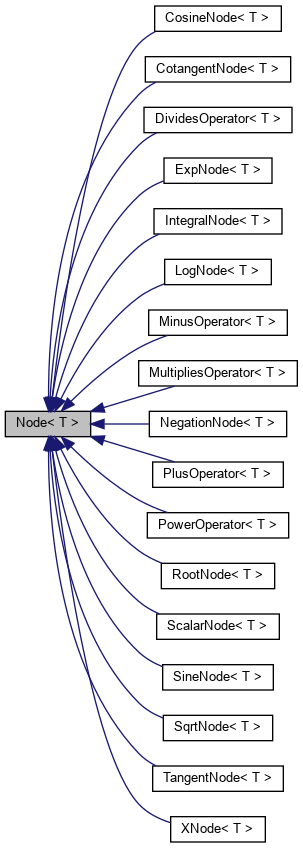 CosineNode< T >
CotangentNode< T >
DividesOperator< T >
ExpNode< T >
IntegralNode< T >
LogNode< T >
MinusOperator< T >
MultipliesOperator< T >
Node< T >
NegationNode< T >
PlusOperator< T >
PowerOperator< T >
RootNode< T >
ScalarNode< T >
SineNode< T >
SqrtNode< T >
TangentNode< T >
XNode< T >